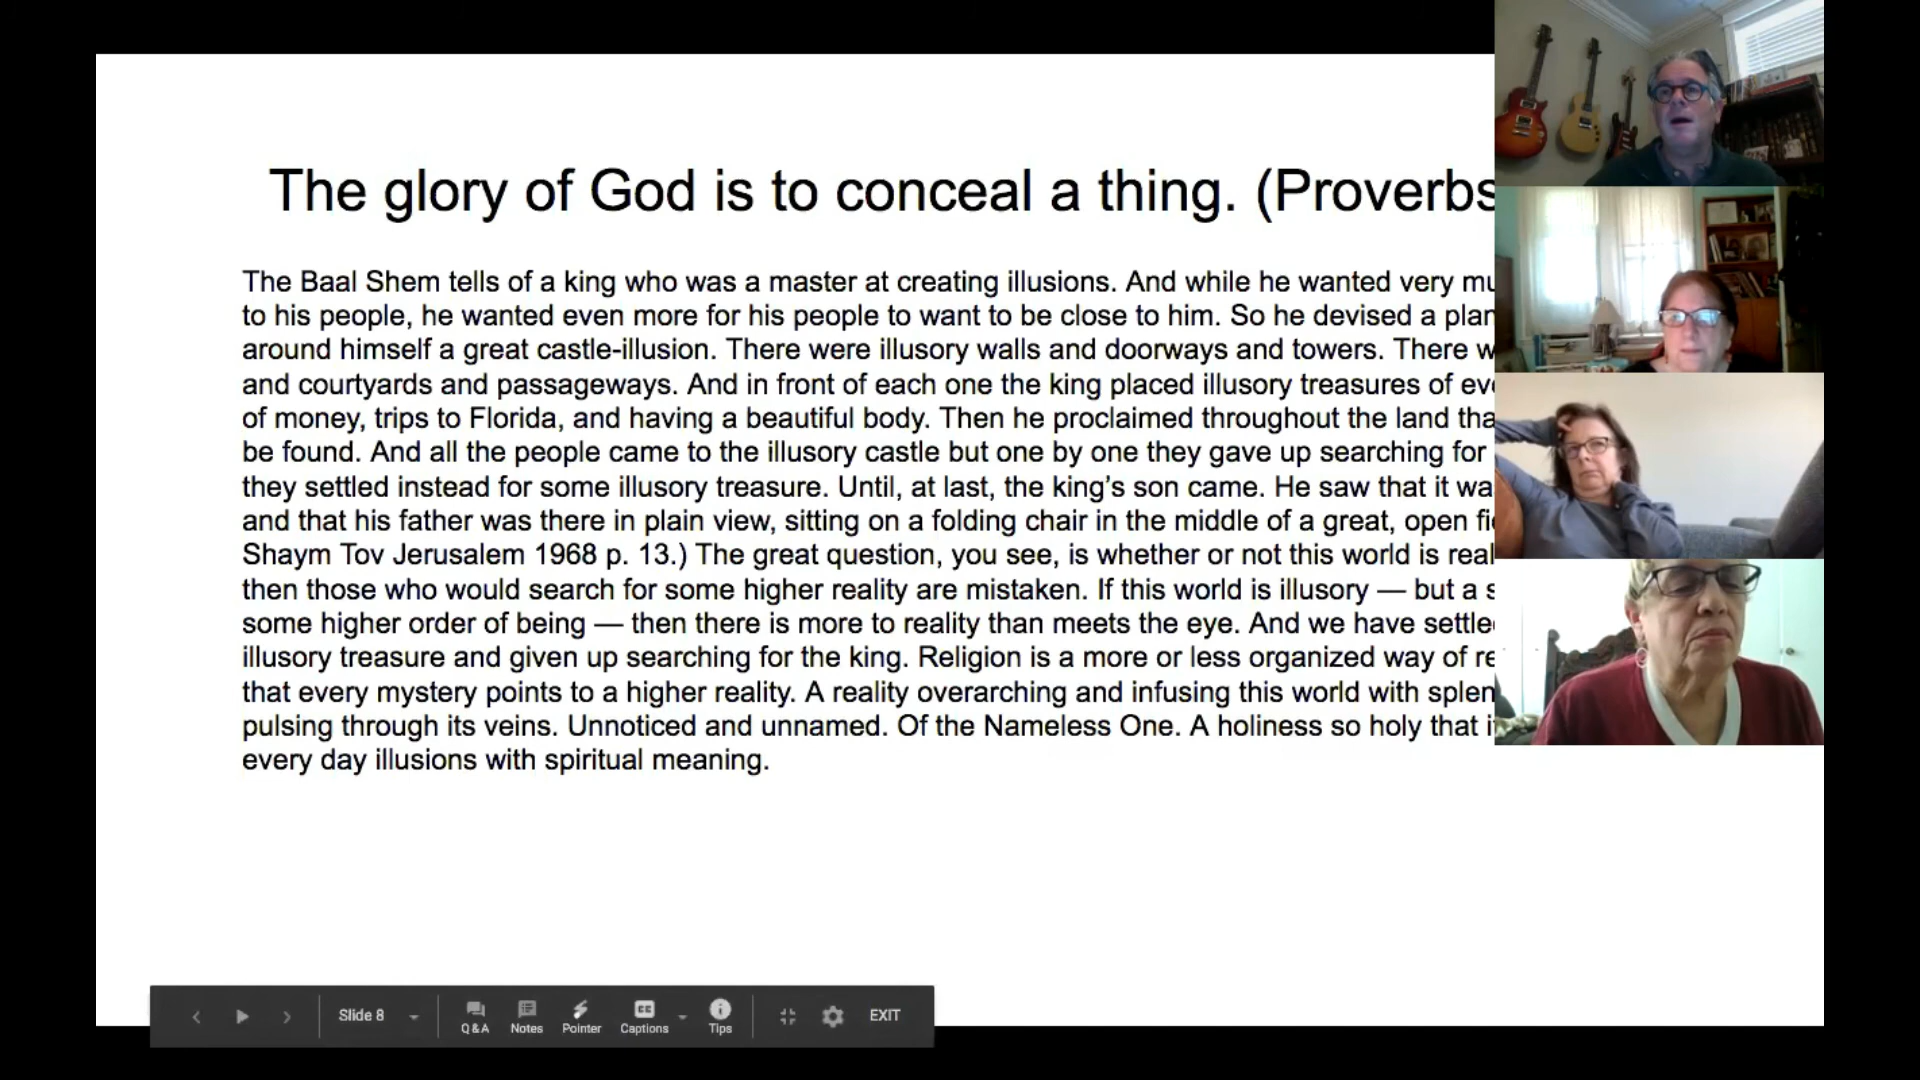 The glory of God is to conceal a thing. (Proverbs
The Baal Shem tells of a king who was a master at creating illusions. And while he wanted very
to his people, he wanted even more for his people to want to be close to him. So he devised a plan
around himself a great castle-illusion. There were illusory walls and doorways and towers. There
and courtyards and passageways. And in front of each one the king placed illusory treasures of
of money, trips to Florida, and having a beautiful body. Then he proclaimed throughout the land
be found. And all the people came to the illusory castle but one by one they gave up searching for
they settled instead for some illusory treasure. Until, at last, the king’s son came. He saw that it
and that his father was there in plain view, sitting on a folding chair in the middle of a great, open
Shaym Tov Jerusalem 1968 p. 13.) The great question, you see, is whether or not this world is real
then those who would search for some higher reality are mistaken. If this world is illusory — but a
some higher order of being — then there is more to reality than meets the eye. And we have
illusory treasure and given up searching for the king. Religion is a more or less organized way of
that every mystery points to a higher reality. A reality overarching and infusing this world with
pulsing through its veins. Unnoticed and unnamed. Of the Nameless One. A holiness so holy that
every day illusions with spiritual meaning.
Slide 8
Q&A
Notes
Pointer
Captions
Tips
EXIT